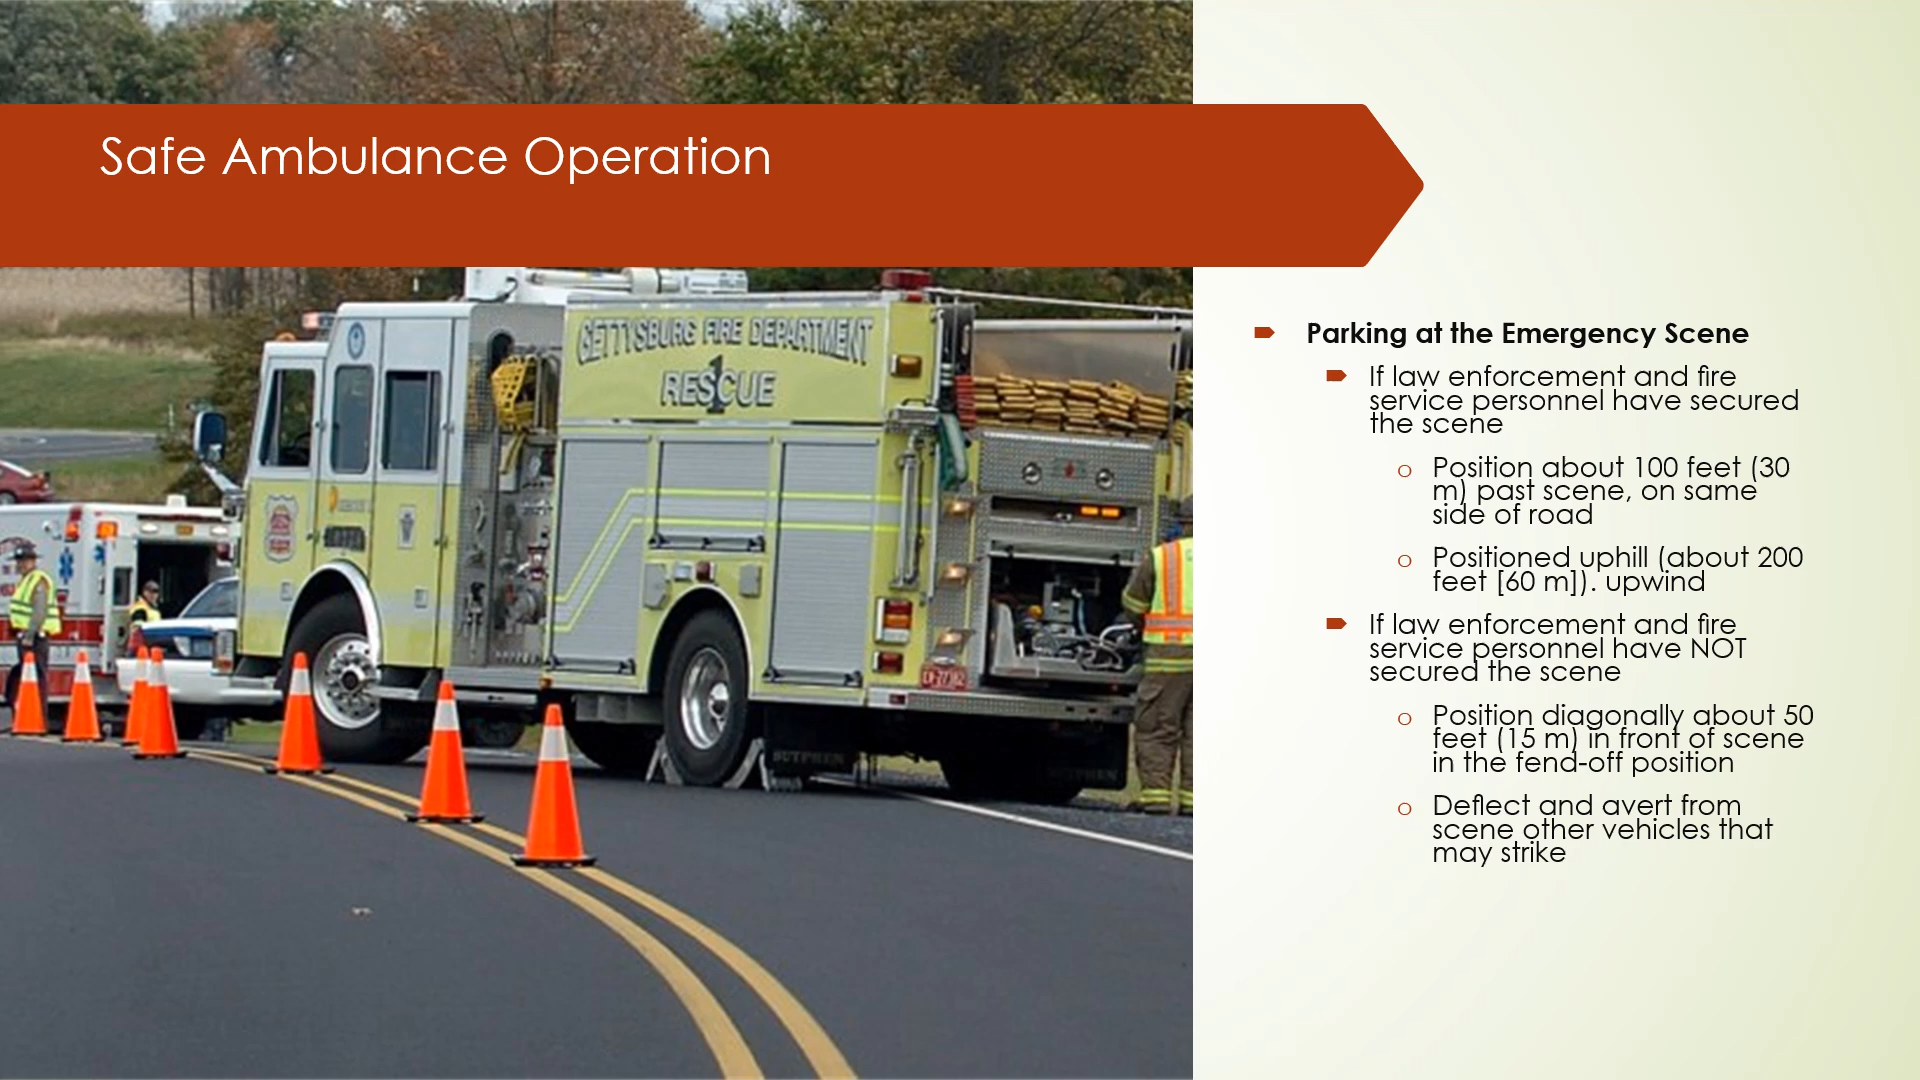 Safe Ambulance Operation
GETTYSBURG FIRE DEPARTMENT
1
RESCUE
SUTPHEN
Parking at the Emergency Scene
If law enforcement and fire
service personnel have secured
the scene
o Position about 100 feet (30
m) past scene, on same
side of road
o Positioned uphill (about 200
feet [60 m]). upwind
If law enforcement and fire
service personnel have NOT
secured the scene
o Position diagonally about 50
feet (15 m) in front of scene
in the fend-off position
o Deflect and avert from
scene other vehicles that
may strike